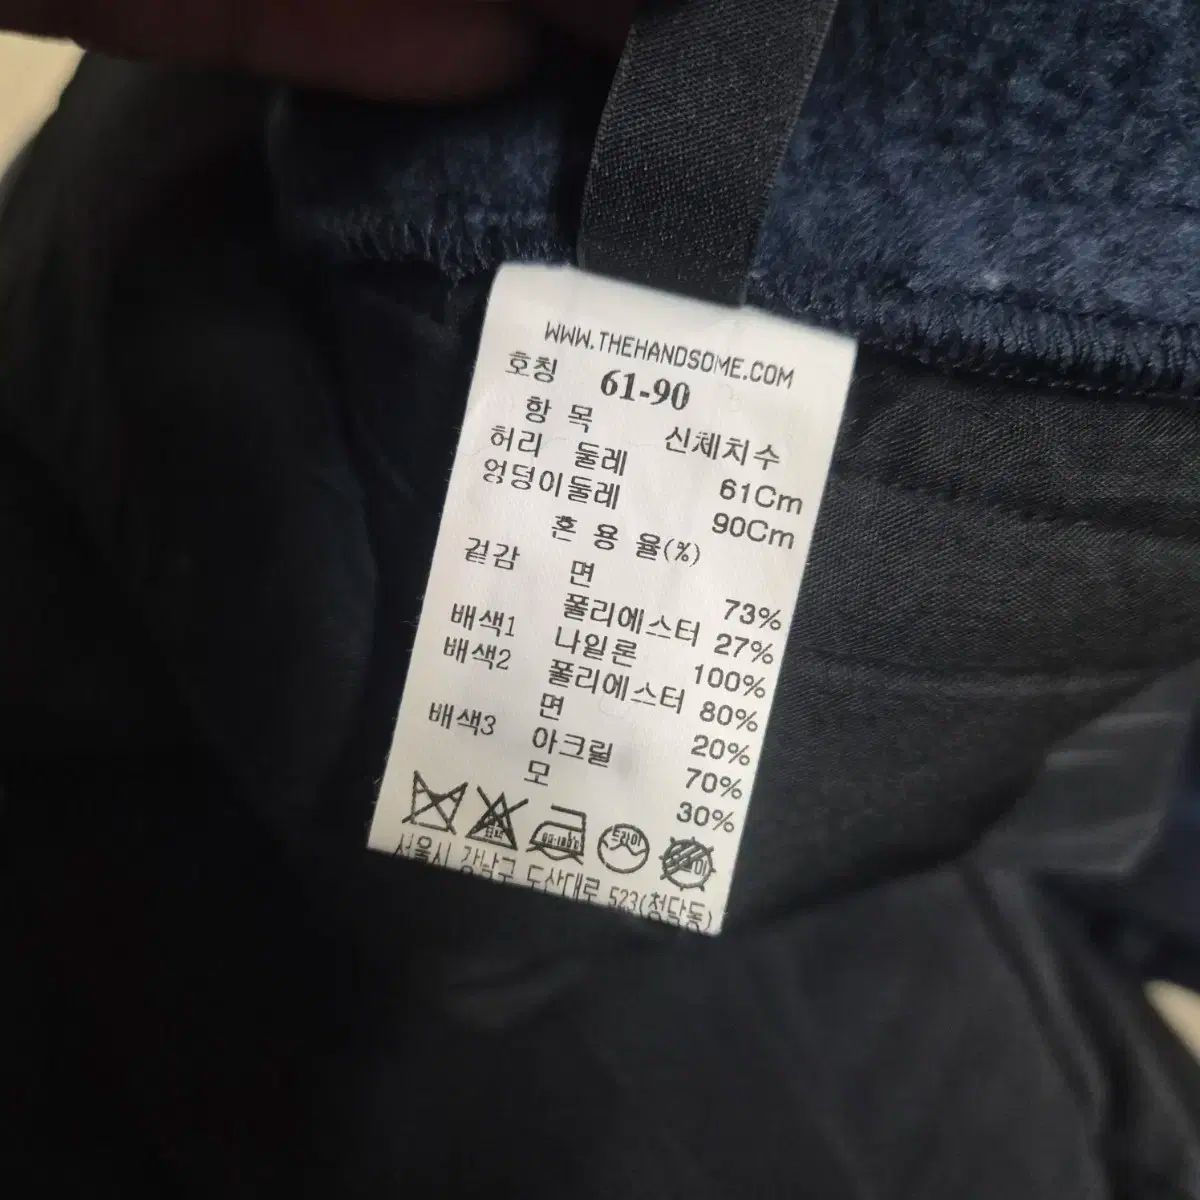 WWW.THEHANDSOME.COM
호칭 61-90
항 목 신체치수
허리 둘레 61Cm
엉덩이둘레 90Cm
혼 용 율(%)
겉감 면 73%
폴리에스터 27%
배색1 나일론 100%
배색2 폴리에스터 80%
면 20%
배색3 아크릴 70%
모 30%
드라이
서울시 강남구 도산대로 523(청담동)